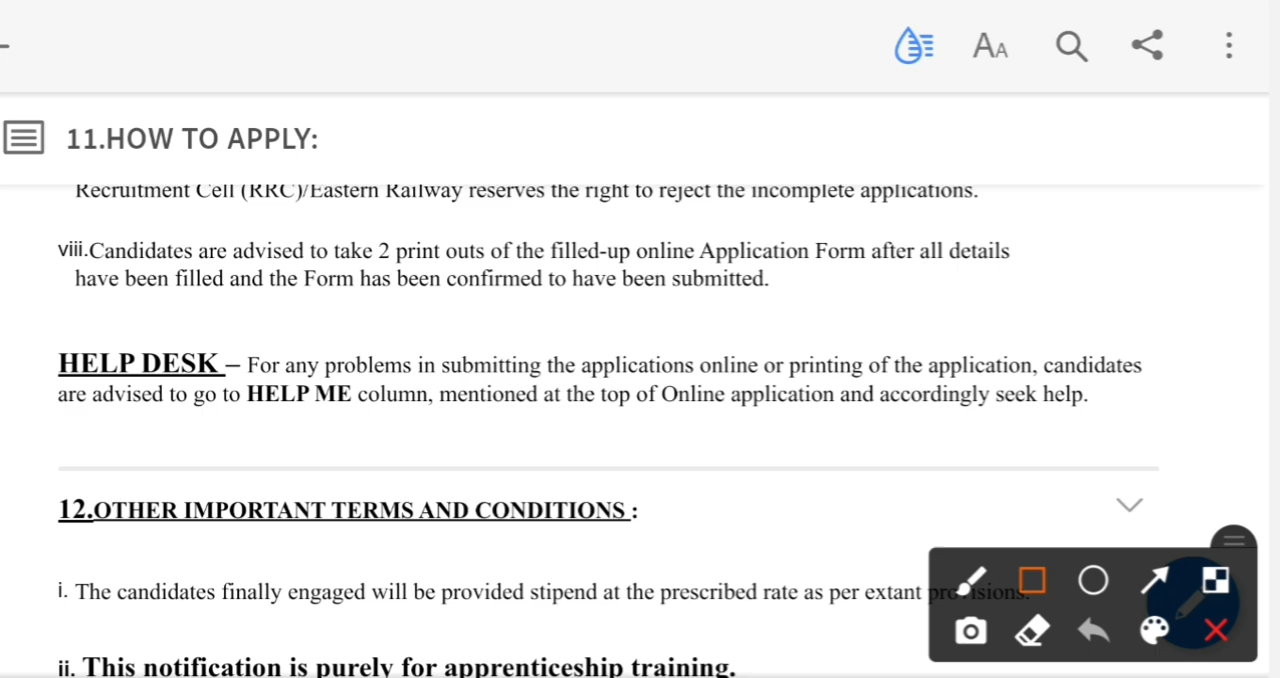 AA
11.HOW TO APPLY:
Recruitment Cell (RRC)/Eastern Railway reserves the right to reject the incomplete applications.
viii.Candidates are advised to take 2 print outs of the filled-up online Application Form after all details
have been filled and the Form has been confirmed to have been submitted.
HELP DESK – For any problems in submitting the applications online or printing of the application, candidates
are advised to go to HELP ME column, mentioned at the top of Online application and accordingly seek help.
12.OTHER IMPORTANT TERMS AND CONDITIONS :
i. The candidates finally engaged will be provided stipend at the prescribed rate as per extant provisions.
ii. This notification is purely for apprenticeship training.